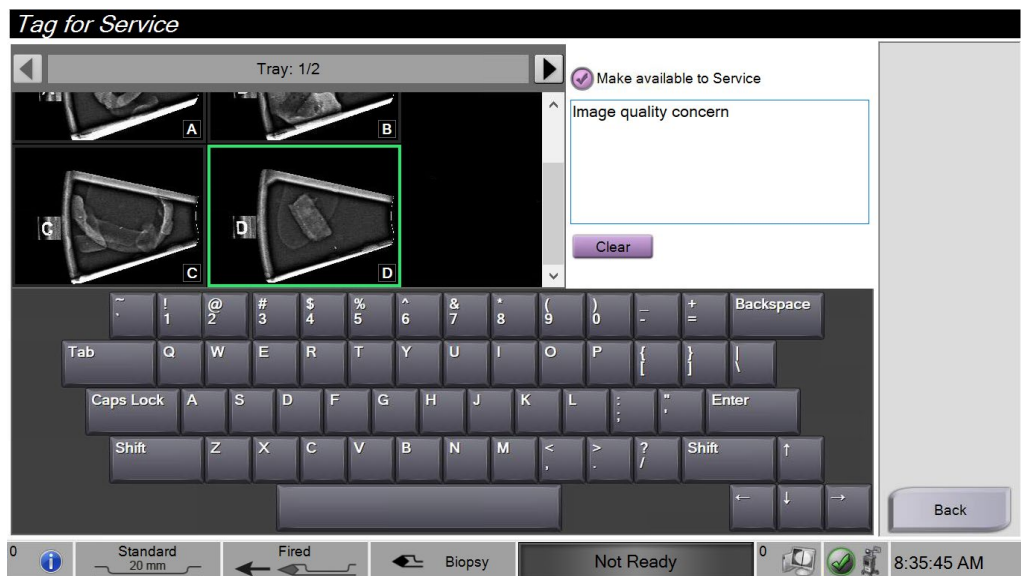 Tag for Service
Tray: 1/2
Make available to Service
Image quality concern
Clear
A
B
C
C
D
D
~ ! @ # $ % ^ & * ( ) _ + Backspace
` 1 2 3 4 5 6 7 8 9 0 - =
Tab Q W E R T Y U I O P { } |
[ ] \
Caps Lock A S D F G H J K L : " Enter
; '
Shift Z X C V B N M < > ? Shift ↑
, . /
← ↓ →
Back
0 Standard Fired Biopsy Not Ready 0 8:35:45 AM
20 mm